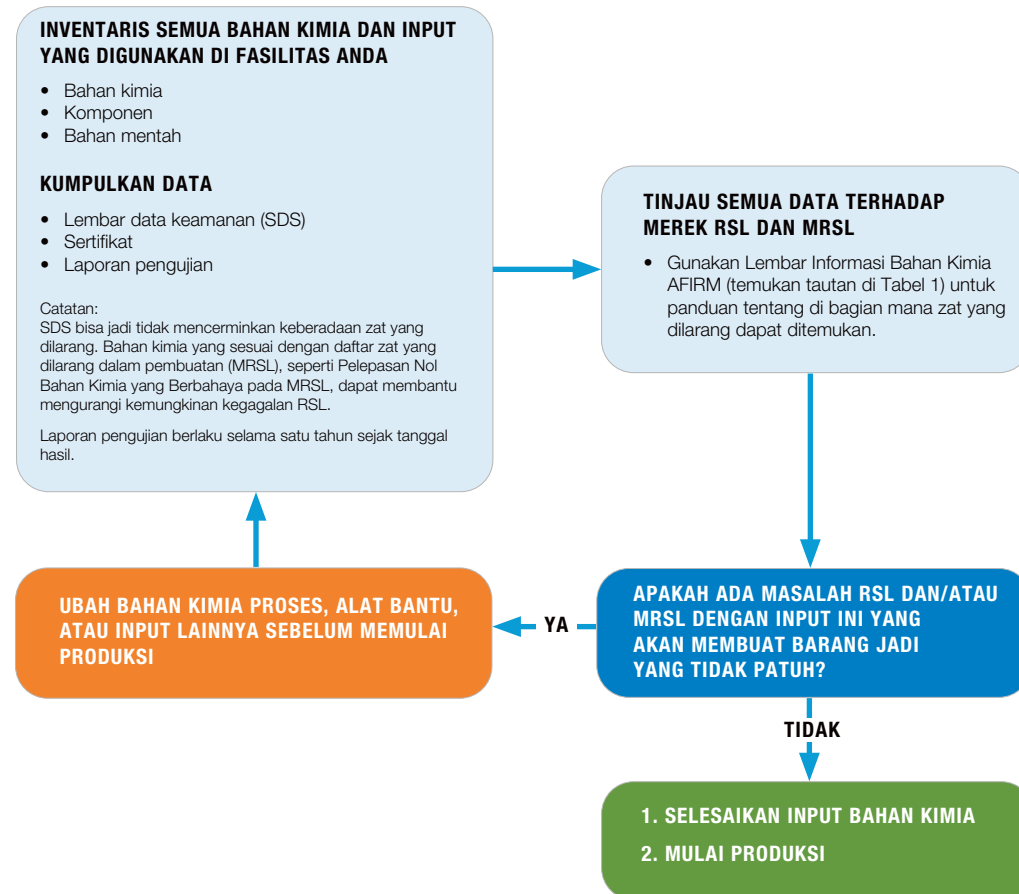 INVENTARIS SEMUA BAHAN KIMIA DAN INPUT
YANG DIGUNAKAN DI FASILITAS ANDA
• Bahan kimia
• Komponen
• Bahan mentah
KUMPULKAN DATA
• Lembar data keamanan (SDS)
• Sertifikat
• Laporan pengujian
Catatan:
SDS bisa jadi tidak mencerminkan keberadaan zat yang
dilarang. Bahan kimia yang sesuai dengan daftar zat yang
dilarang dalam pembuatan (MRSL), seperti Pelepasan Nol
Bahan Kimia yang Berbahaya pada MRSL, dapat membantu
mengurangi kemungkinan kegagalan RSL.
Laporan pengujian berlaku selama satu tahun sejak tanggal
hasil.
TINJAU SEMUA DATA TERHADAP
MEREK RSL DAN MRSL
• Gunakan Lembar Informasi Bahan Kimia
AFIRM (temukan tautan di Tabel 1) untuk
panduan tentang di bagian mana zat yang
dilarang dapat ditemukan.
APAKAH ADA MASALAH RSL DAN/ATAU
MRSL DENGAN INPUT INI YANG
AKAN MEMBUAT BARANG JADI
YANG TIDAK PATUH?
YA
UBAH BAHAN KIMIA PROSES, ALAT BANTU,
ATAU INPUT LAINNYA SEBELUM MEMULAI
PRODUKSI
TIDAK
1. SELESAIKAN INPUT BAHAN KIMIA
2. MULAI PRODUKSI